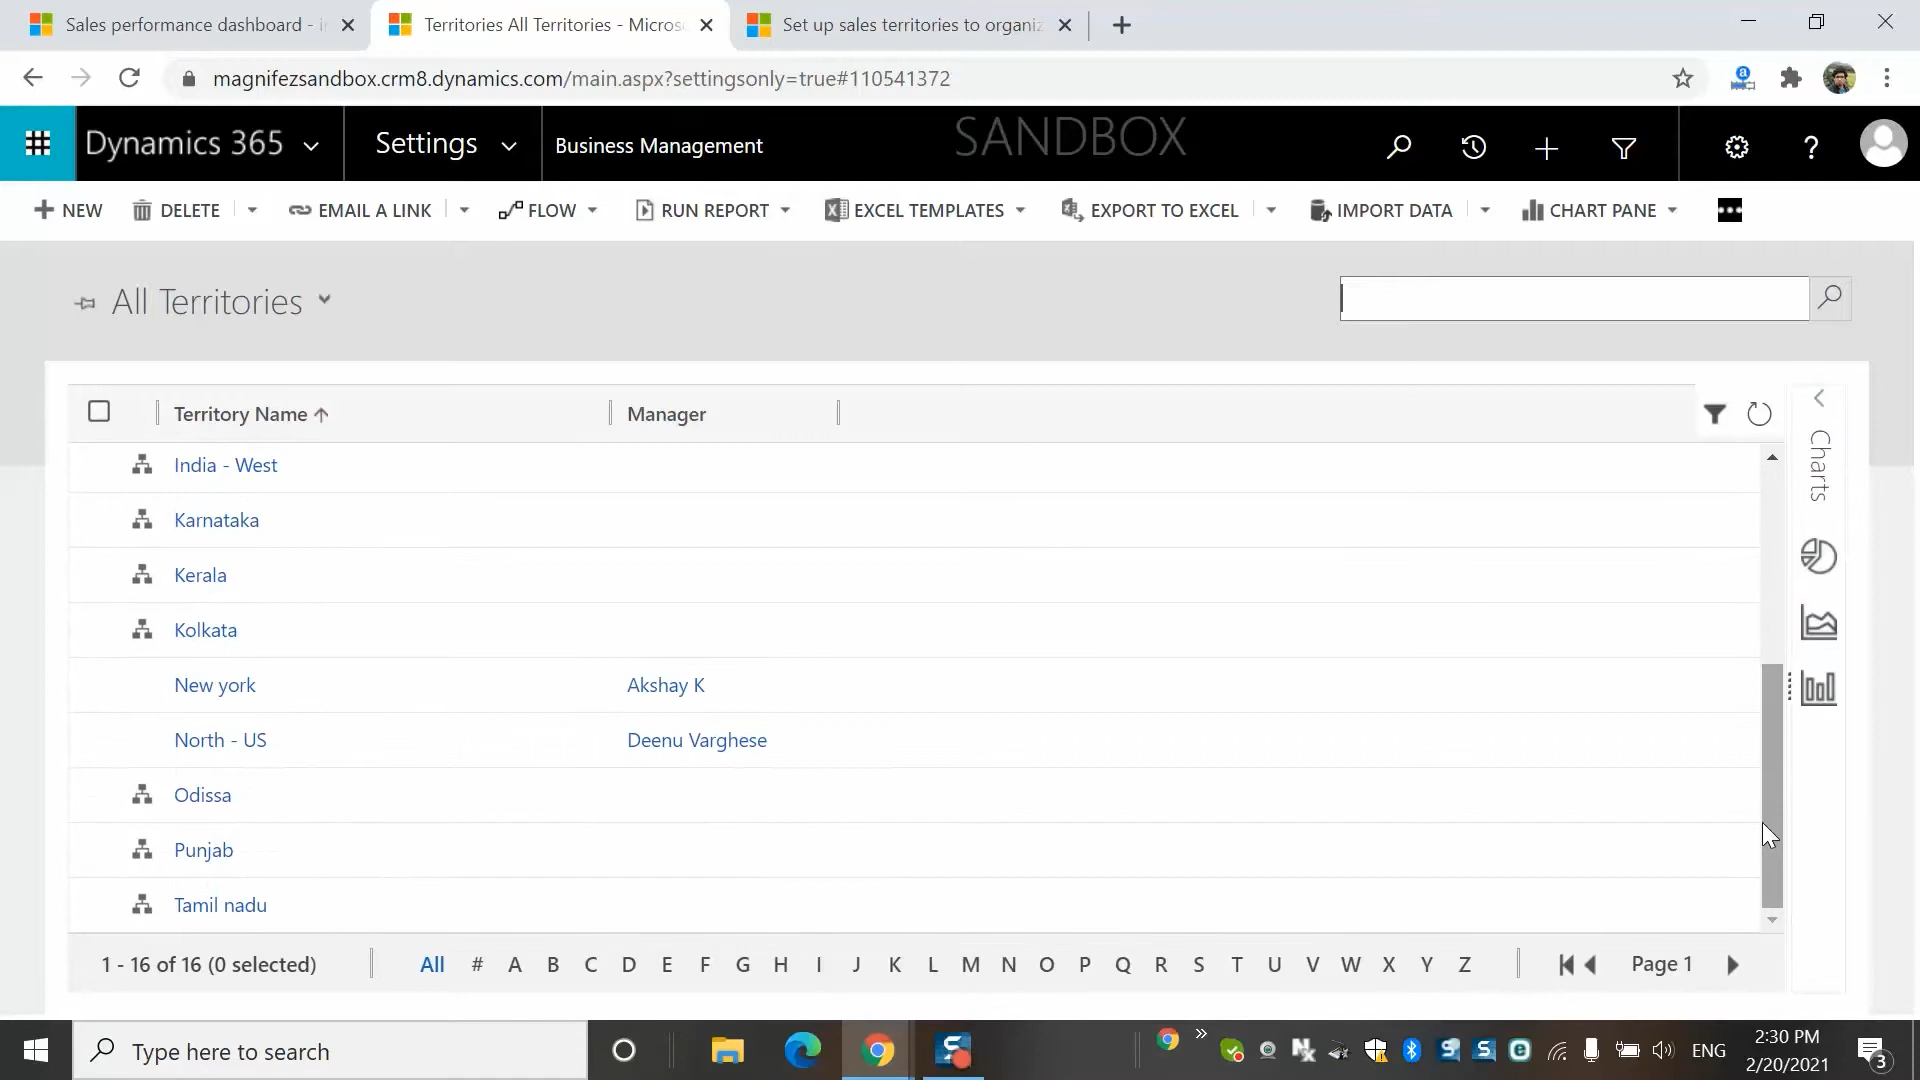 Sales performance dashboard - i
Territories All Territories - Micros
Set up sales territories to organiz
magnifezsandbox.crm8.dynamics.com/main.aspx?settingsonly=true#110541372
Dynamics 365
Settings
Business Management
SANDBOX
NEW
DELETE
EMAIL A LINK
FLOW
RUN REPORT
EXCEL TEMPLATES
EXPORT TO EXCEL
IMPORT DATA
CHART PANE
All Territories
Territory Name
Manager
Charts
India - West
Karnataka
Kerala
Kolkata
New york Akshay K
North - US Deenu Varghese
Odissa
Punjab
Tamil nadu
1 - 16 of 16 (0 selected)
All # A B C D E F G H I J K L M N O P Q R S T U V W X Y Z
Page 1
Type here to search
ENG
2:30 PM
2/20/2021
3